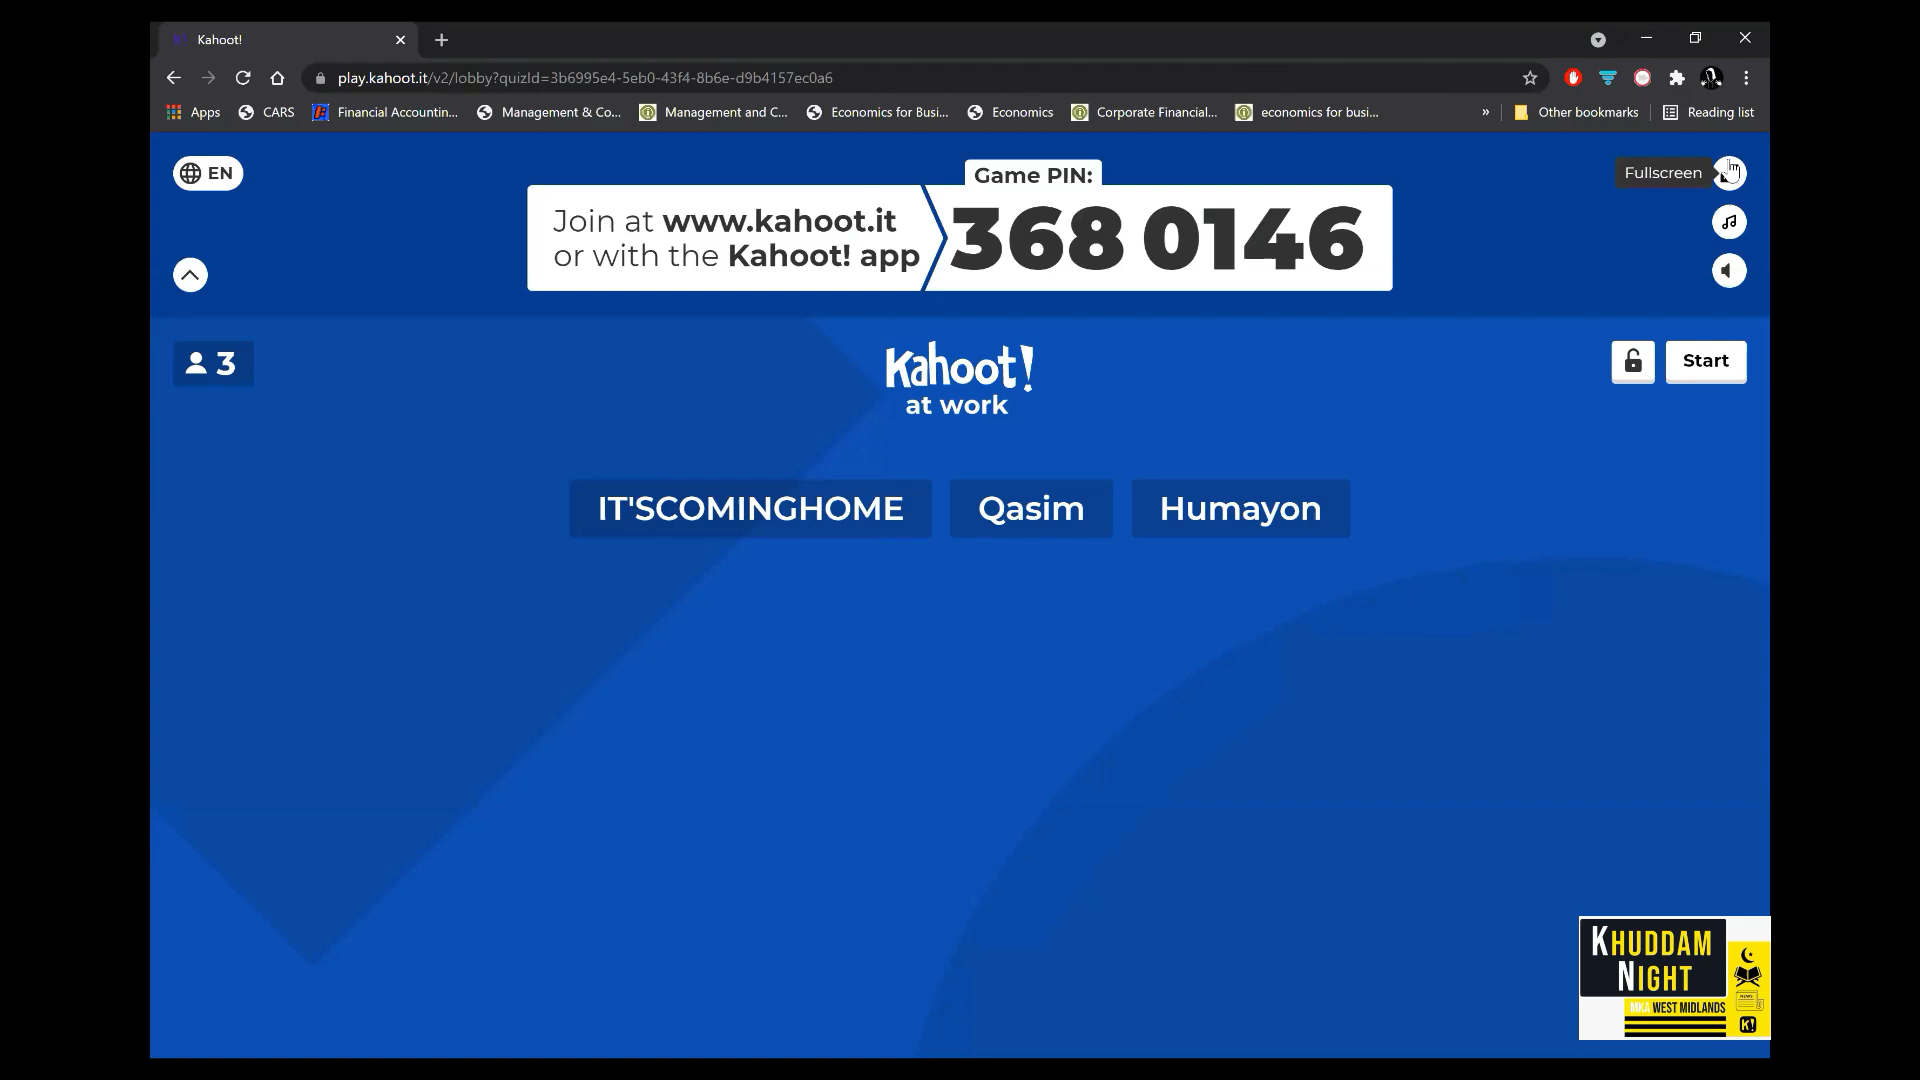 Kahoot!
play.kahoot.it/v2/lobby?quizId=3b6995e4-5eb0-43f4-8b6e-d9b4157ec0a6
Apps CARS Financial Accountin... Management & Co... Management and C... Economics for Busi... Economics Corporate Financial... economics for busi... » Other bookmarks Reading list
EN
Game PIN:
Fullscreen
Join at www.kahoot.it
or with the Kahoot! app
368 0146
3
Kahoot!
at work
Start
IT'SCOMINGHOME Qasim Humayon
KHUDDAM
NIGHT
MKA WEST MIDLANDS
NEWS
K!